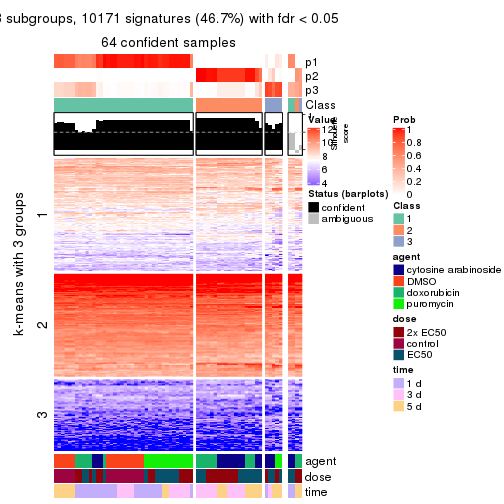 3 subgroups, 10171 signatures (46.7%) with fdr < 0.05
64 confident samples
p1
p2
p3
Class
k-means with 3 groups
1
2
3
agent
dose
time
Value
12
10
8
6
4
Silhouette
score
Status (barplots)
confident
ambiguous
Prob
1
0.8
0.6
0.4
0.2
0
Class
1
2
3
agent
cytosine arabinoside
DMSO
doxorubicin
puromycin
dose
2x EC50
control
EC50
time
1 d
3 d
5 d